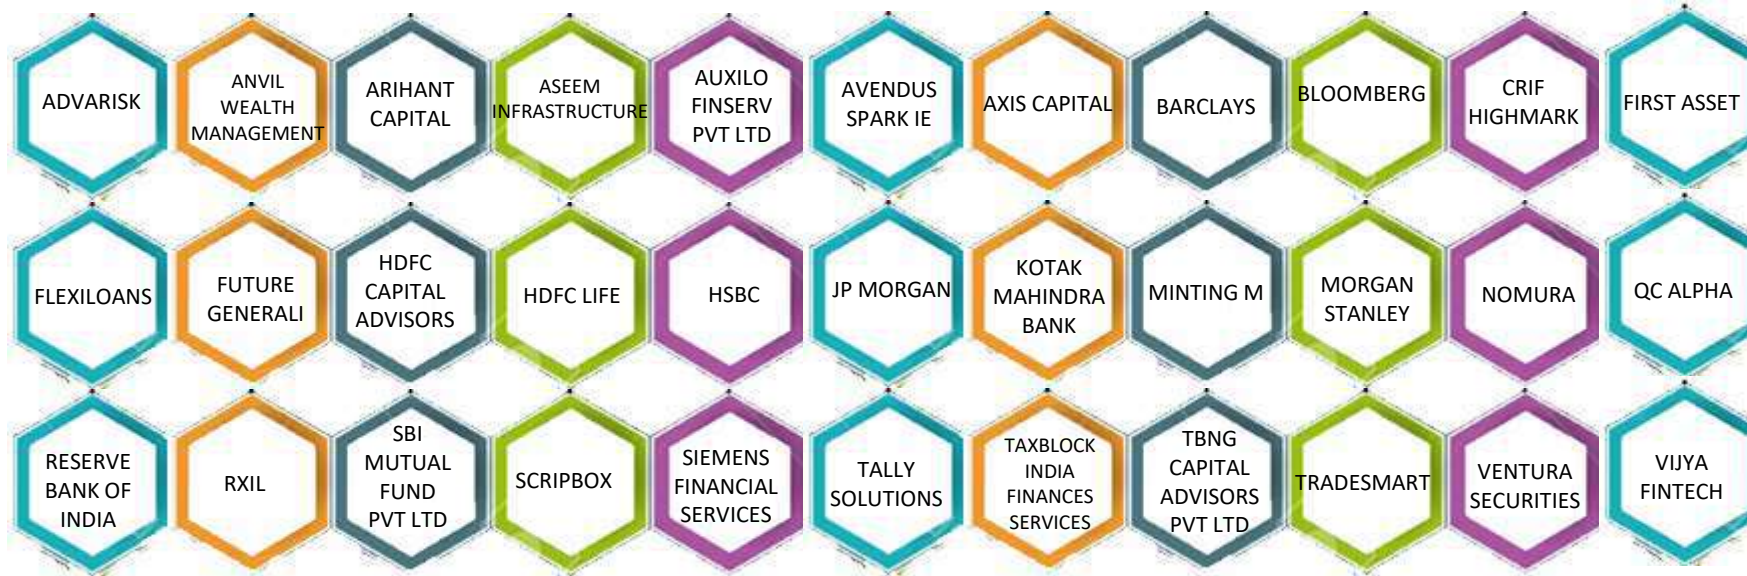 ADVARISK
ANVIL
WEALTH
MANAGEMENT
ARIHANT
CAPITAL
ASEEM
INFRASTRUCTURE
AUXILO
FINSERV
PVT LTD
AVENDUS
SPARK IE
AXIS CAPITAL
BARCLAYS
BLOOMBERG
CRIF
HIGHMARK
FIRST ASSET
FLEXILOANS
FUTURE
GENERALI
HDFC
CAPITAL
ADVISORS
HDFC LIFE
HSBC
JP MORGAN
KOTAK
MAHINDRA
BANK
MINTING M
MORGAN
STANLEY
NOMURA
QC ALPHA
RESERVE
BANK OF
INDIA
RXIL
SBI
MUTUAL
FUND
PVT LTD
SCRIPBOX
SIEMENS
FINANCIAL
SERVICES
TALLY
SOLUTIONS
TAXBLOCK
INDIA
FINANCES
SERVICES
TBNG
CAPITAL
ADVISORS
PVT LTD
TRADESMART
VENTURA
SECURITIES
VIJYA
FINTECH